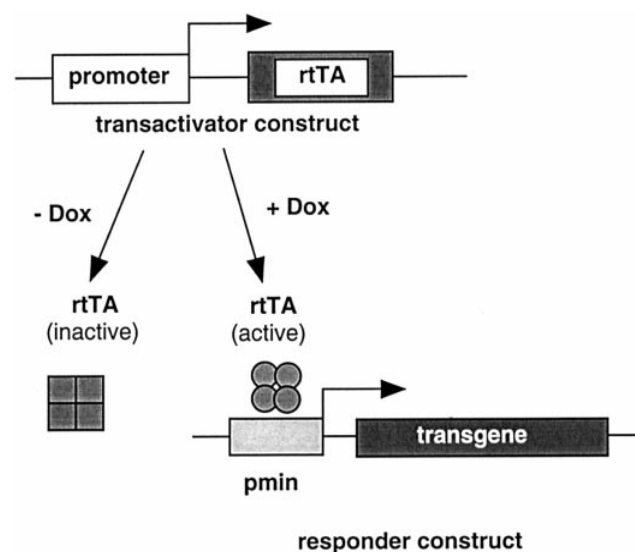 promoter
rtTA
transactivator construct
- Dox
+ Dox
rtTA
(inactive)
rtTA
(active)
transgene
pmin
responder construct